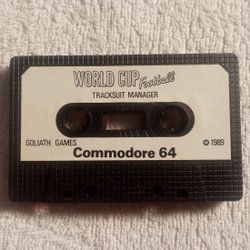 WORLD CUP Football
TRACKSUIT MANAGER
GOLIATH GAMES © 1989
Commodore 64